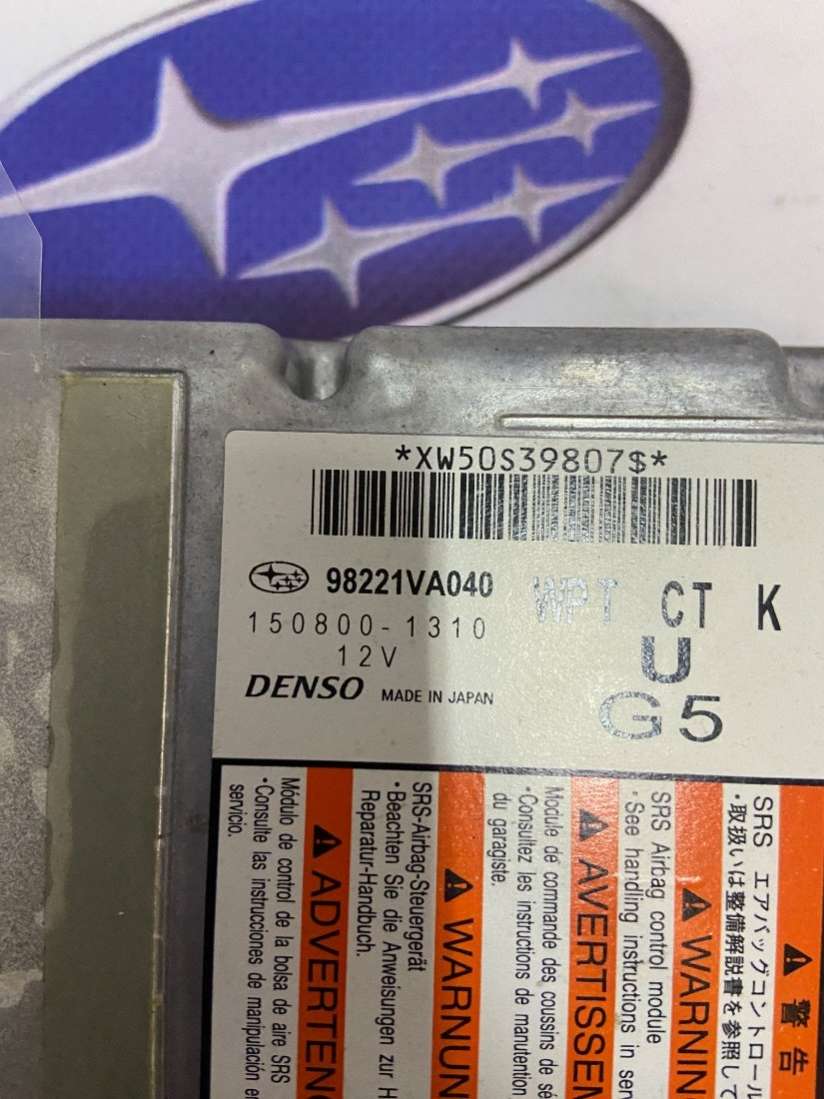 *XW50S39807$*
98221VA040 WPT CT K
150800-1310 U
12V
DENSO MADE IN JAPAN G5
警告
SRS エアバッグコントロール
・取扱いは整備解説書を参照して
WARNIN
SRS Airbag control module
・See handling instructions in ser
AVERTISSEM
Module de commande des coussins de sé
・Consultez les instructions de manutention
du garagiste.
WARNUN
SRS-Airbag-Steuergerät
・Beachten Sie die Anweisungen zur H
Reparatur-Handbuch.
ADVERTENC
Módulo de control de la bolsa de aire SRS
・Consulte las instrucciones de manipulación en
servicio.